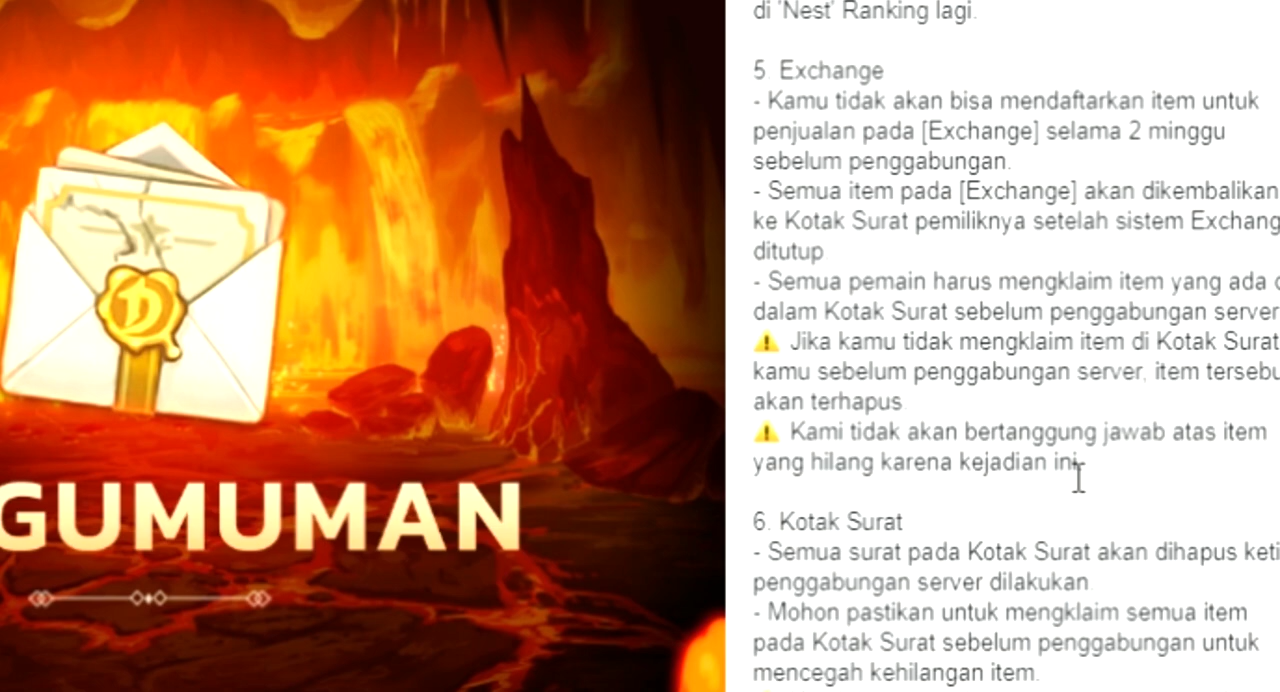 GUMUMAN
di 'Nest' Ranking lagi.
5. Exchange
- Kamu tidak akan bisa mendaftarkan item untuk
penjualan pada [Exchange] selama 2 minggu
sebelum penggabungan.
- Semua item pada [Exchange] akan dikembalikan
ke Kotak Surat pemiliknya setelah sistem Exchang
ditutup
- Semua pemain harus mengklaim item yang ada
dalam Kotak Surat sebelum penggabungan server
⚠️ Jika kamu tidak mengklaim item di Kotak Surat
kamu sebelum penggabungan server, item tersebu
akan terhapus
⚠️ Kami tidak akan bertanggung jawab atas item
yang hilang karena kejadian ini.
6. Kotak Surat
- Semua surat pada Kotak Surat akan dihapus keti
penggabungan server dilakukan.
- Mohon pastikan untuk mengklaim semua item
pada Kotak Surat sebelum penggabungan untuk
mencegah kehilangan item.